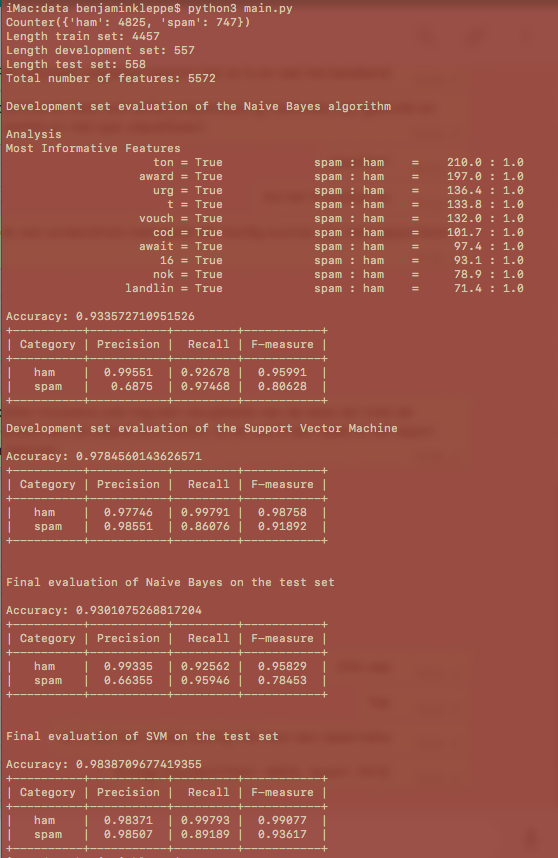 iMac:data benjaminkleppe$ python3 main.py
Counter({'ham': 4825, 'spam': 747})
Length train set: 4457
Length development set: 557
Length test set: 558
Total number of features: 5572
Development set evaluation of the Naive Bayes algorithm
Analysis
Most Informative Features
ton = True spam : ham = 210.0 : 1.0
award = True spam : ham = 197.0 : 1.0
urg = True spam : ham = 136.4 : 1.0
t = True spam : ham = 133.8 : 1.0
vouch = True spam : ham = 132.0 : 1.0
cod = True spam : ham = 101.7 : 1.0
await = True spam : ham = 97.4 : 1.0
16 = True spam : ham = 93.1 : 1.0
nok = True spam : ham = 78.9 : 1.0
landlin = True spam : ham = 71.4 : 1.0
Accuracy: 0.933572710951526
+----------+-----------+---------+-----------+
| Category | Precision | Recall | F-measure |
+----------+-----------+---------+-----------+
| ham | 0.99551 | 0.92678 | 0.95991 |
| spam | 0.6875 | 0.97468 | 0.80628 |
+----------+-----------+---------+-----------+
Development set evaluation of the Support Vector Machine
Accuracy: 0.9784560143626571
+----------+-----------+---------+-----------+
| Category | Precision | Recall | F-measure |
+----------+-----------+---------+-----------+
| ham | 0.97746 | 0.99791 | 0.98758 |
| spam | 0.98551 | 0.86076 | 0.91892 |
+----------+-----------+---------+-----------+
Final evaluation of Naive Bayes on the test set
Accuracy: 0.9301075268817204
+----------+-----------+---------+-----------+
| Category | Precision | Recall | F-measure |
+----------+-----------+---------+-----------+
| ham | 0.99335 | 0.92562 | 0.95829 |
| spam | 0.66355 | 0.95946 | 0.78453 |
+----------+-----------+---------+-----------+
Final evaluation of SVM on the test set
Accuracy: 0.9838709677419355
+----------+-----------+---------+-----------+
| Category | Precision | Recall | F-measure |
+----------+-----------+---------+-----------+
| ham | 0.98371 | 0.99793 | 0.99077 |
| spam | 0.98507 | 0.89189 | 0.93617 |
+----------+-----------+---------+-----------+